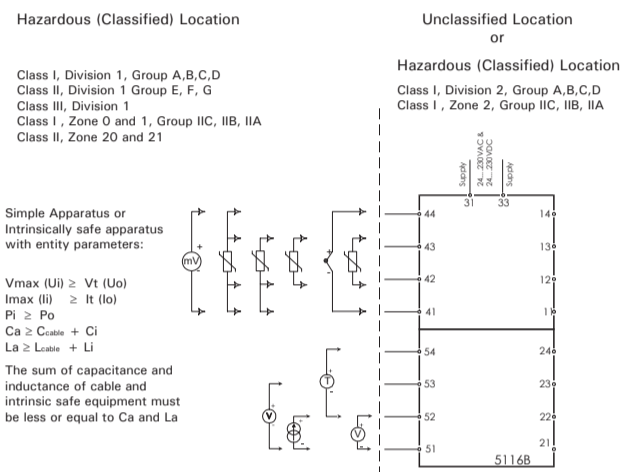 Hazardous (Classified) Location
Class I, Division 1, Group A,B,C,D
Class II, Division 1 Group E, F, G
Class III, Division 1
Class I , Zone 0 and 1, Group IIC, IIB, IIA
Class II, Zone 20 and 21
Unclassified Location
or
Hazardous (Classified) Location
Class I, Division 2, Group A,B,C,D
Class I , Zone 2, Group IIC, IIB, IIA
Supply
24...230VAC &
24...230VDC
Supply
31
33
Simple Apparatus or
Intrinsically safe apparatus
with entity parameters:
Vmax (Ui) ≥ Vt (Uo)
Imax (Ii) ≥ It (Io)
Pi ≥ Po
Ca ≥ Ccable + Ci
La ≥ Lcable + Li
The sum of capacitance and
inductance of cable and
intrinsic safe equipment must
be less or equal to Ca and La
+
mV
-
44
14
43
13
42
12
41
11
54
24
+
T
-
53
23
+
V
-
+
-
+
V
-
52
22
51
21
5116B